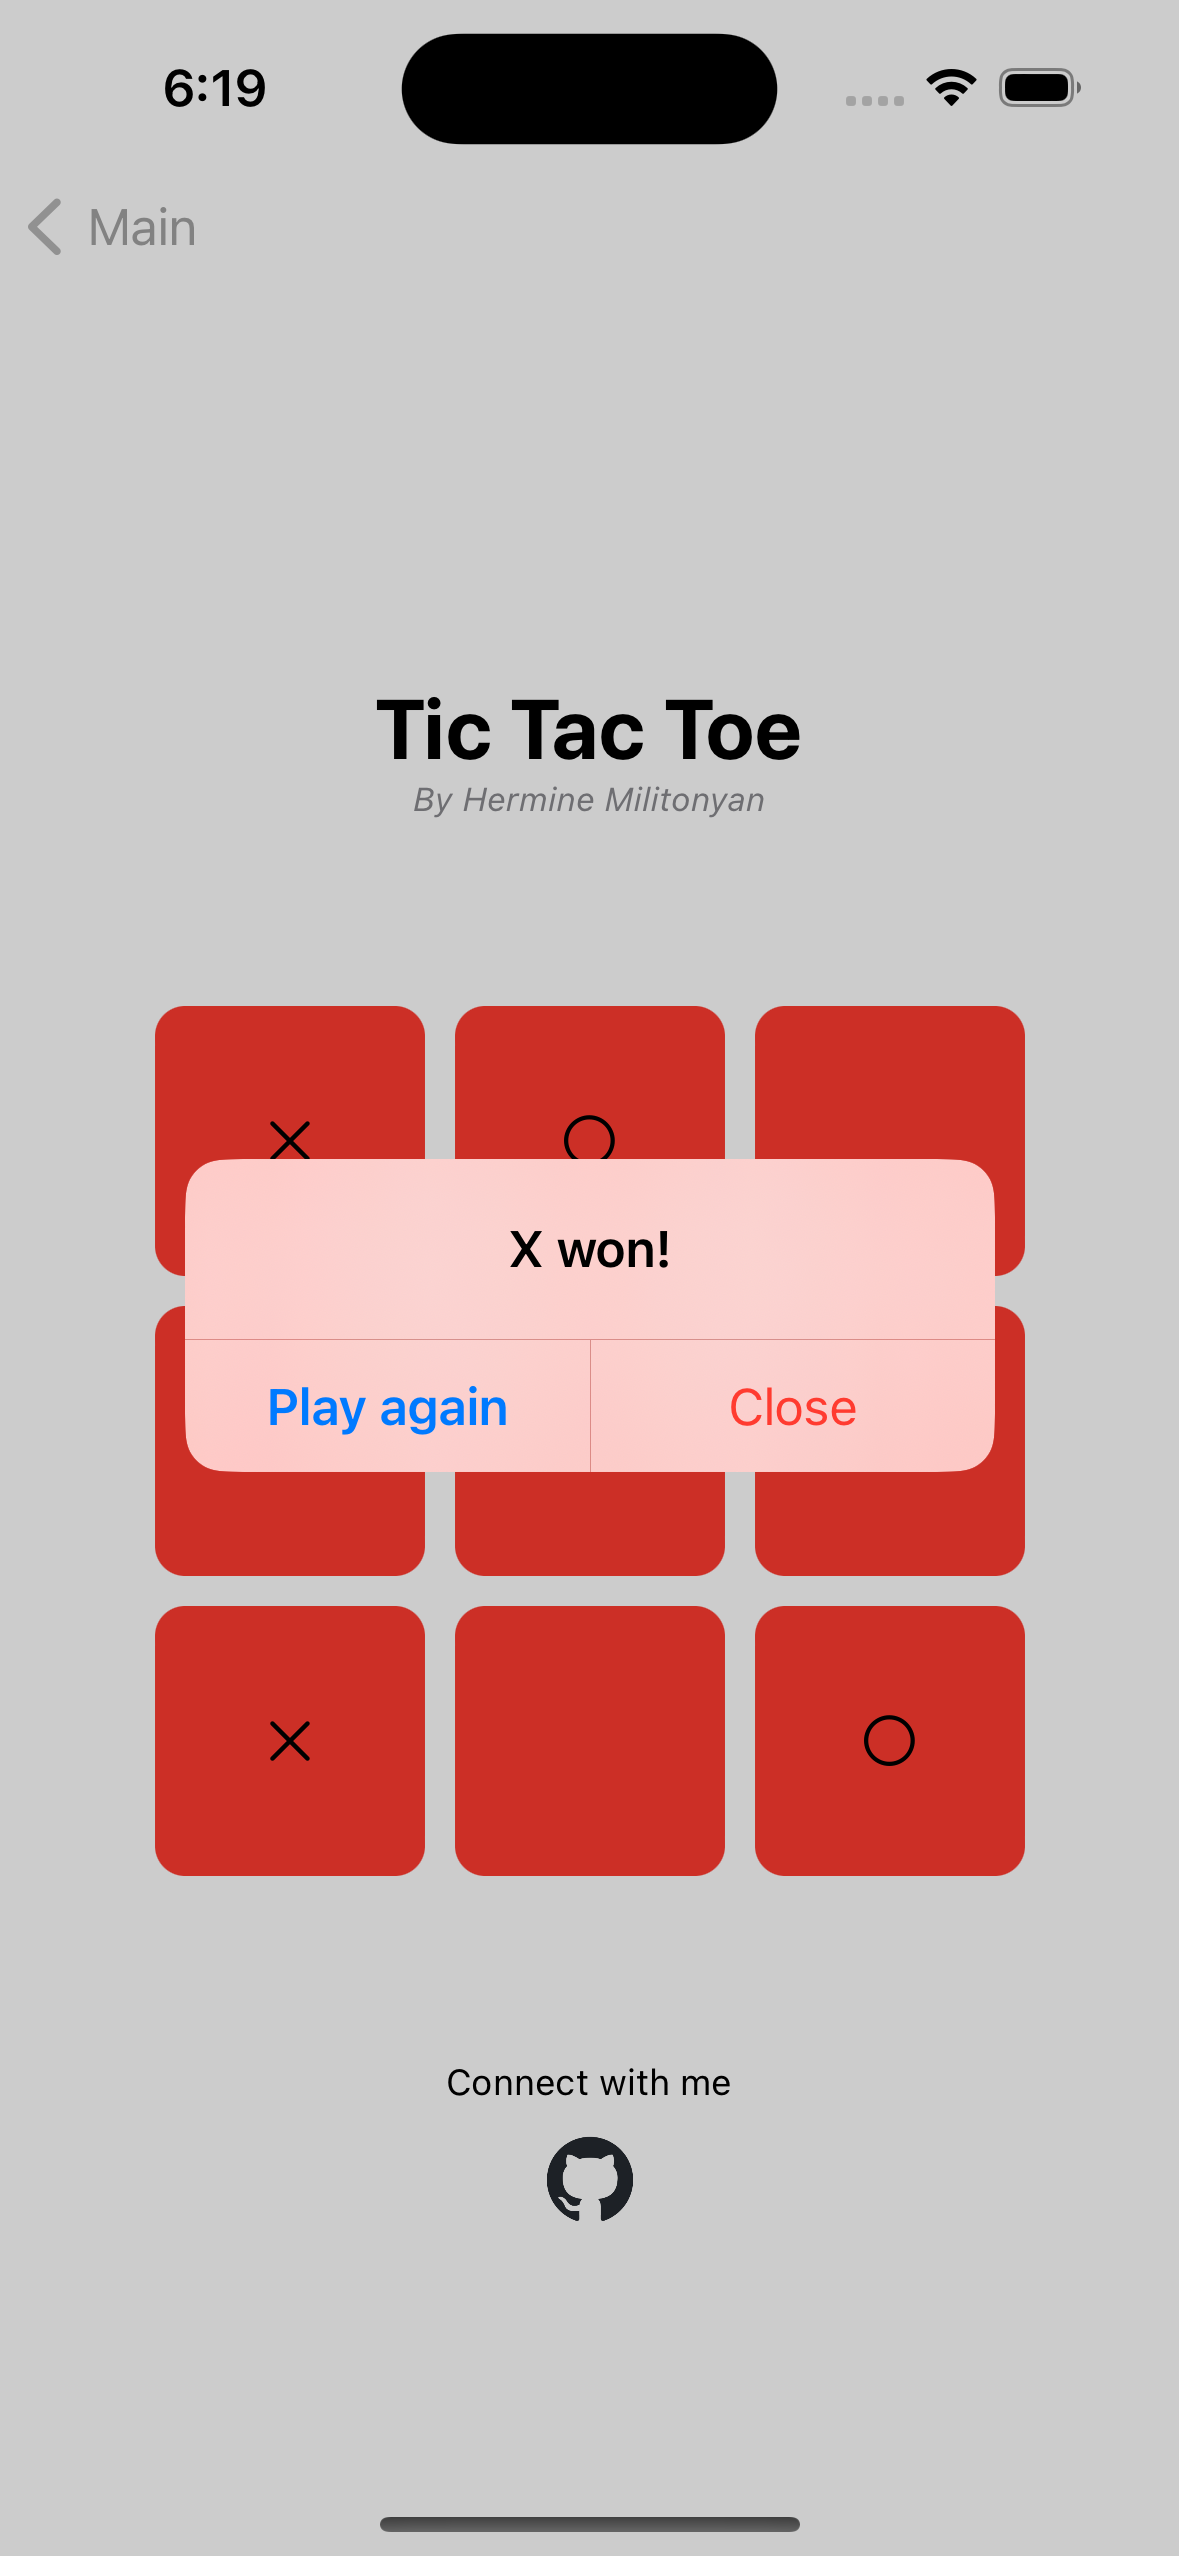 6:19
Main
Tic Tac Toe
By Hermine Militonyan
X won!
Play again
Close
Connect with me